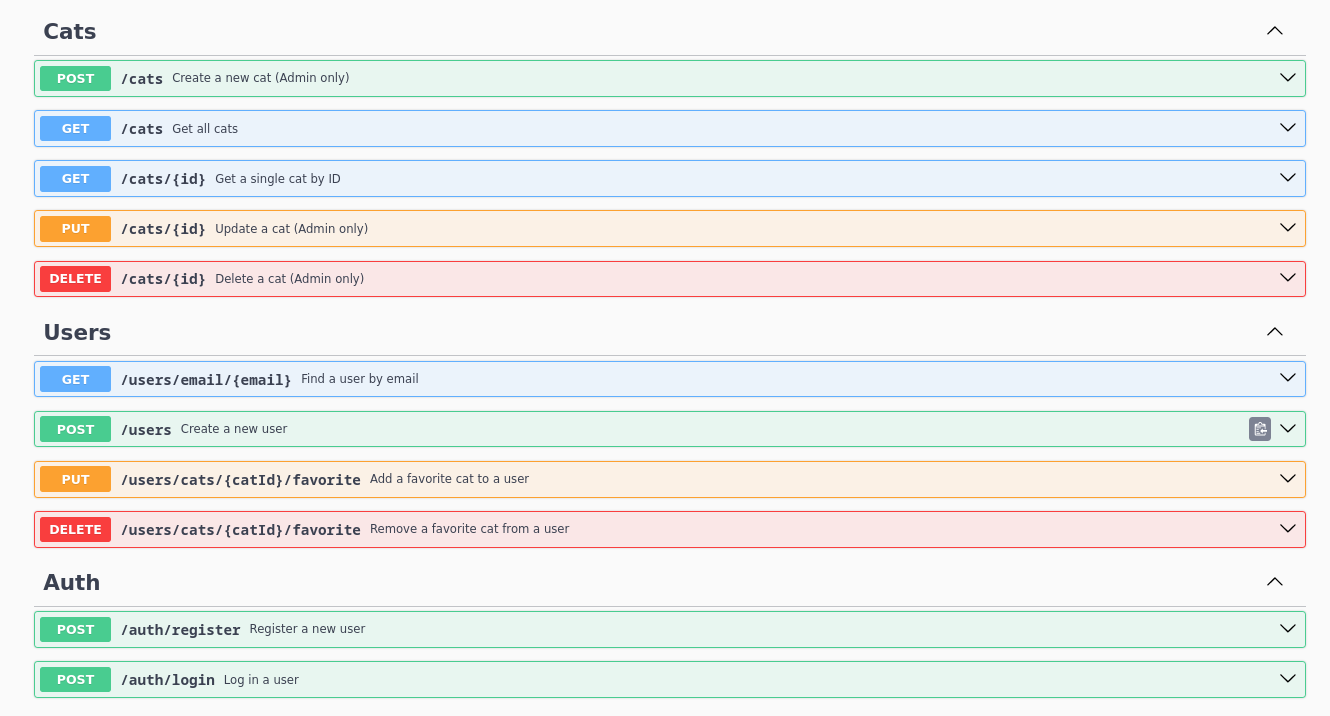 Cats
POST /cats Create a new cat (Admin only)
GET /cats Get all cats
GET /cats/{id} Get a single cat by ID
PUT /cats/{id} Update a cat (Admin only)
DELETE /cats/{id} Delete a cat (Admin only)
Users
GET /users/email/{email} Find a user by email
POST /users Create a new user
PUT /users/cats/{catId}/favorite Add a favorite cat to a user
DELETE /users/cats/{catId}/favorite Remove a favorite cat from a user
Auth
POST /auth/register Register a new user
POST /auth/login Log in a user